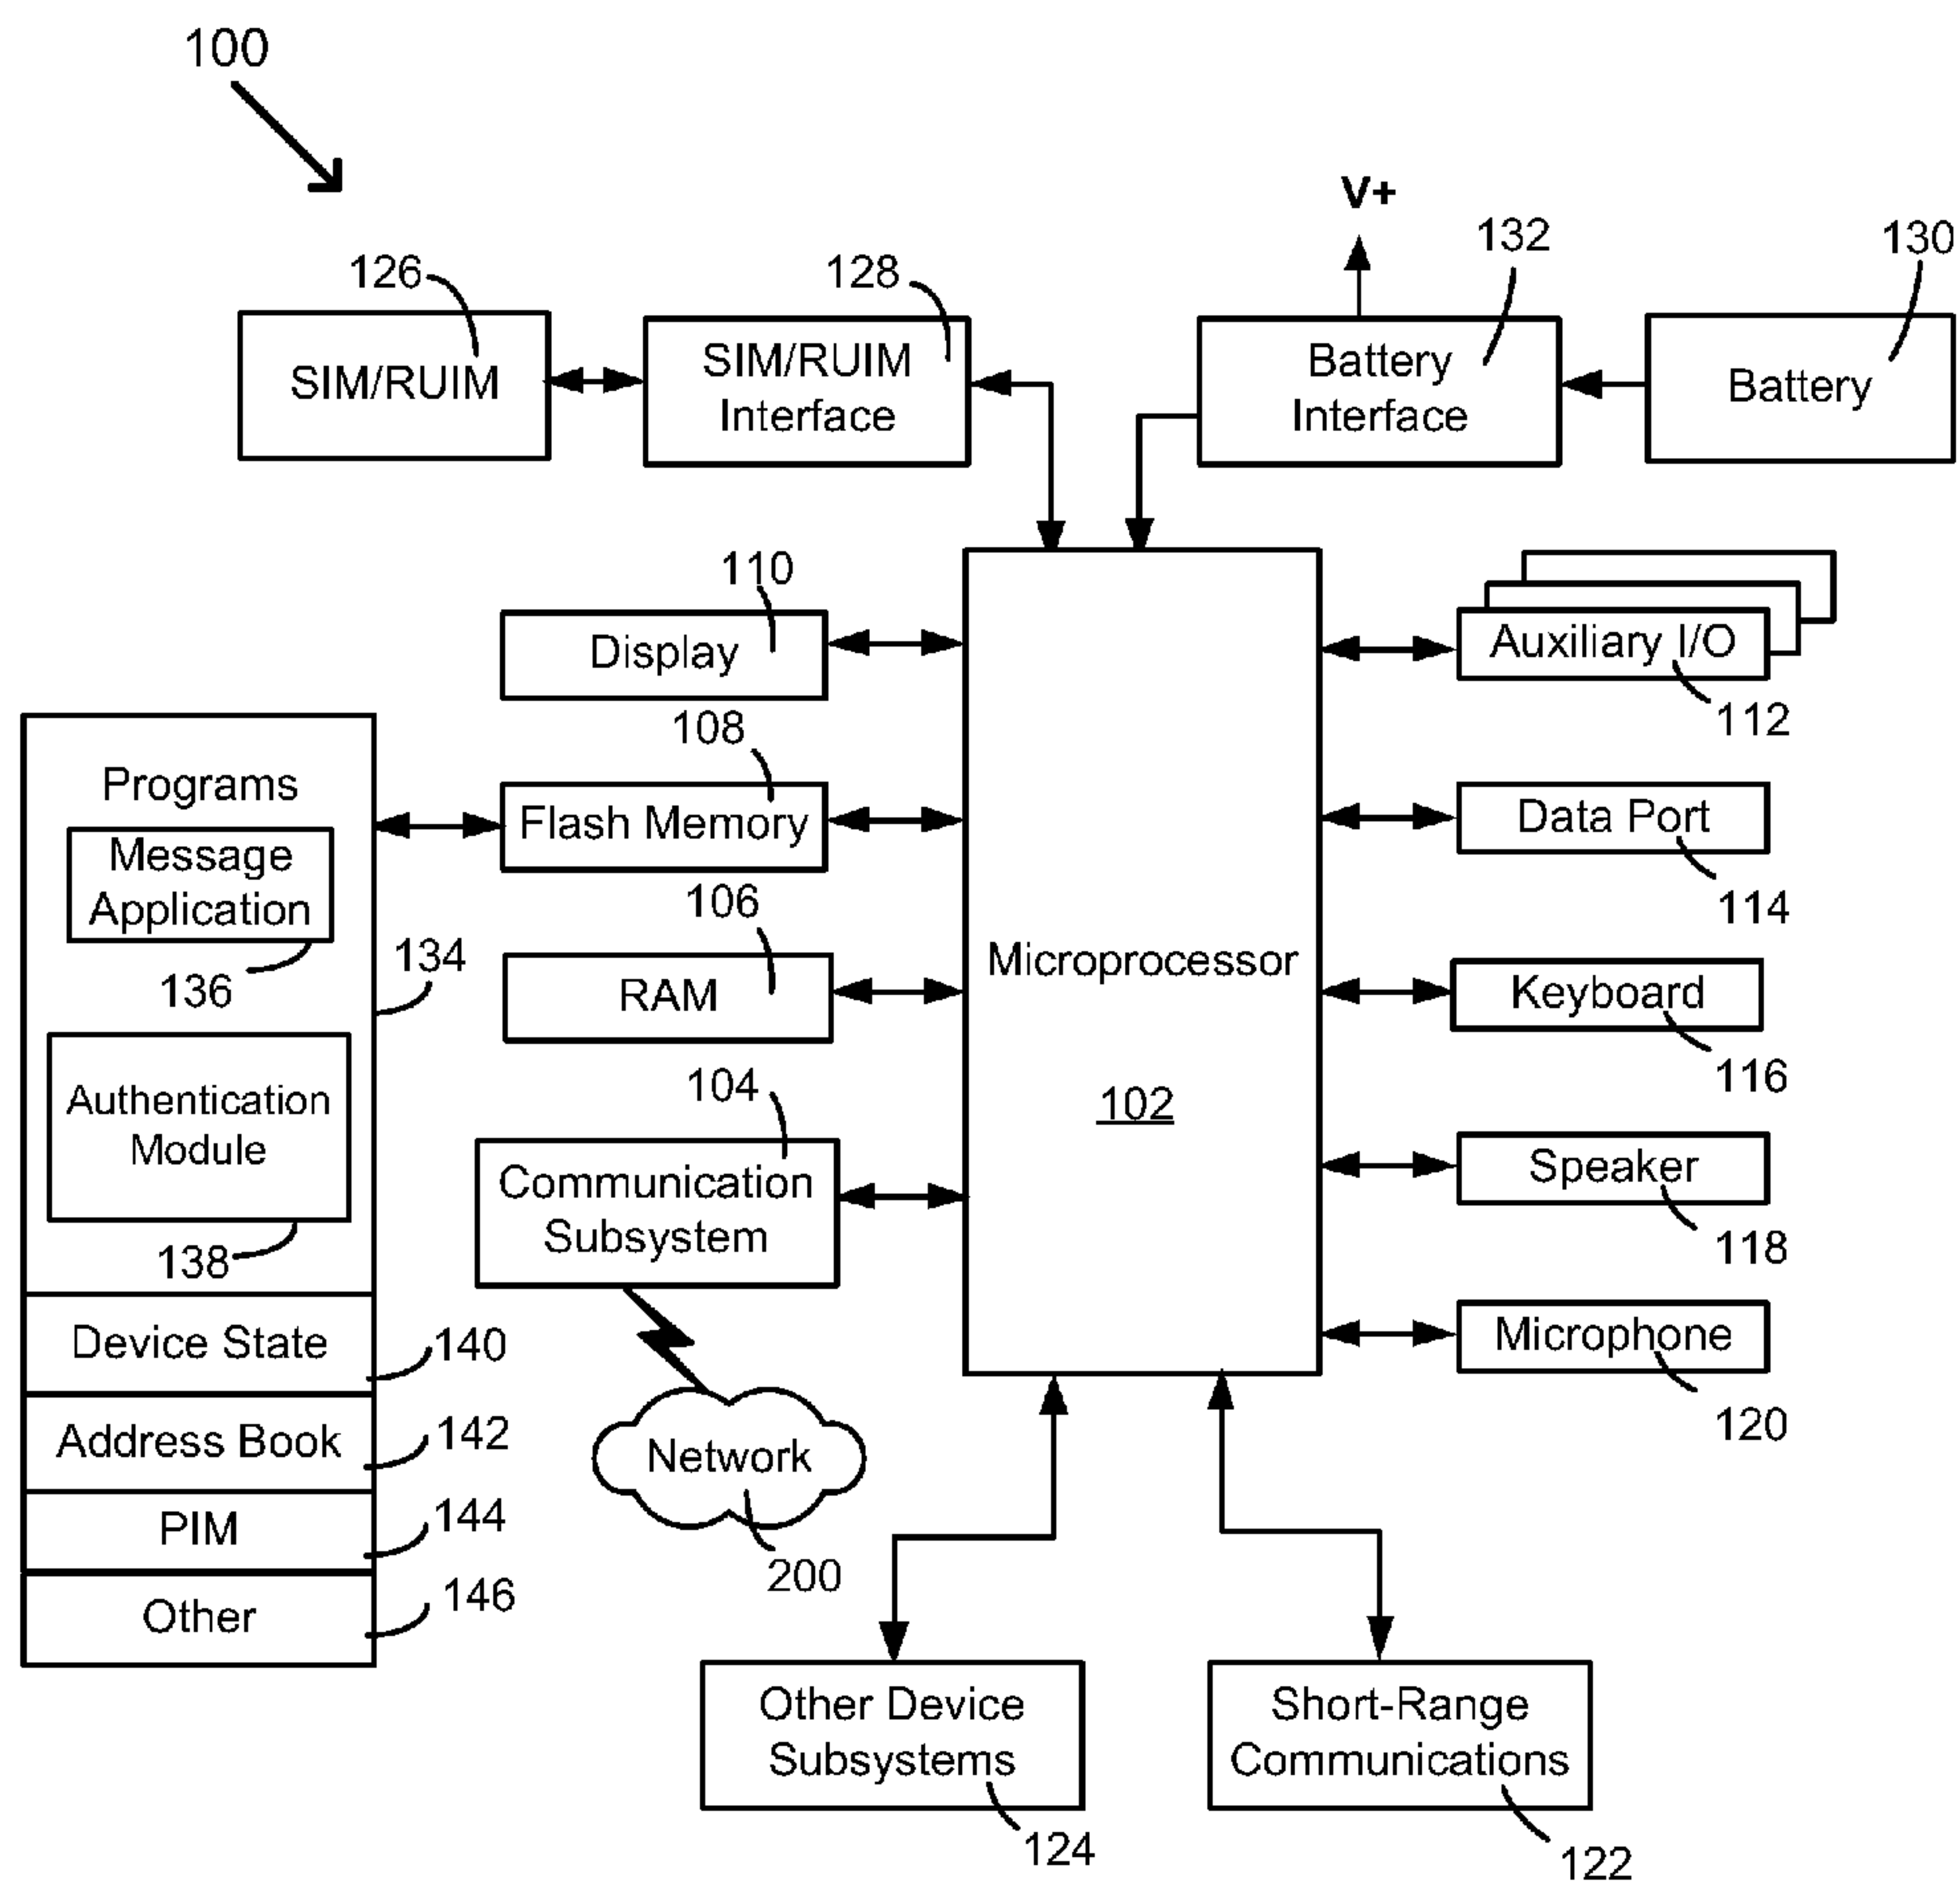 100
V+
132
130
126
128
SIM/RUIM
SIM/RUIM
Interface
Battery
Interface
Battery
110
Display
Auxiliary I/O
112
108
Programs
Flash Memory
Data Port
Message
Application
106
114
134
136
RAM
Microprocessor
Keyboard
116
104
102
Authentication
Module
Communication
Subsystem
Speaker
118
138
Device State
140
Microphone
120
Address Book
142
Network
PIM
144
200
Other
146
Other Device
Subsystems
Short-Range
Communications
124
122